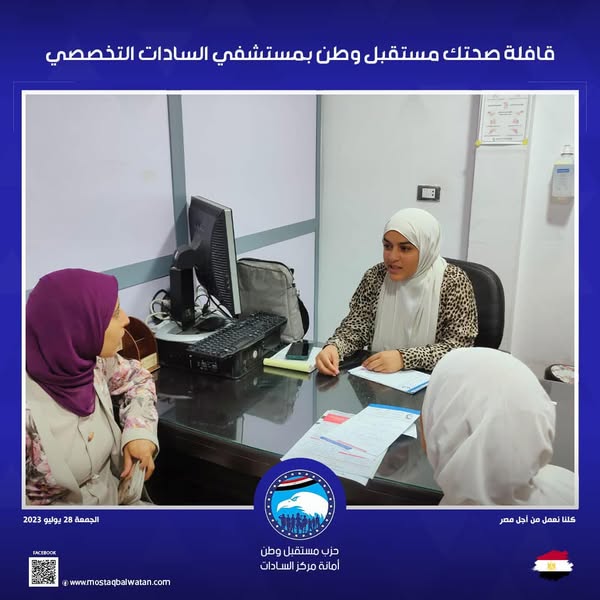 قافلة صحتك مستقبل وطن بمستشفي السادات التخصصي
كلنا نعمل من أجل مصر
الجمعة 28 يوليو 2023
حزب مستقبل وطن
أمانة مركز السادات
FACEBOOK
www.mostaqbalwatan.com